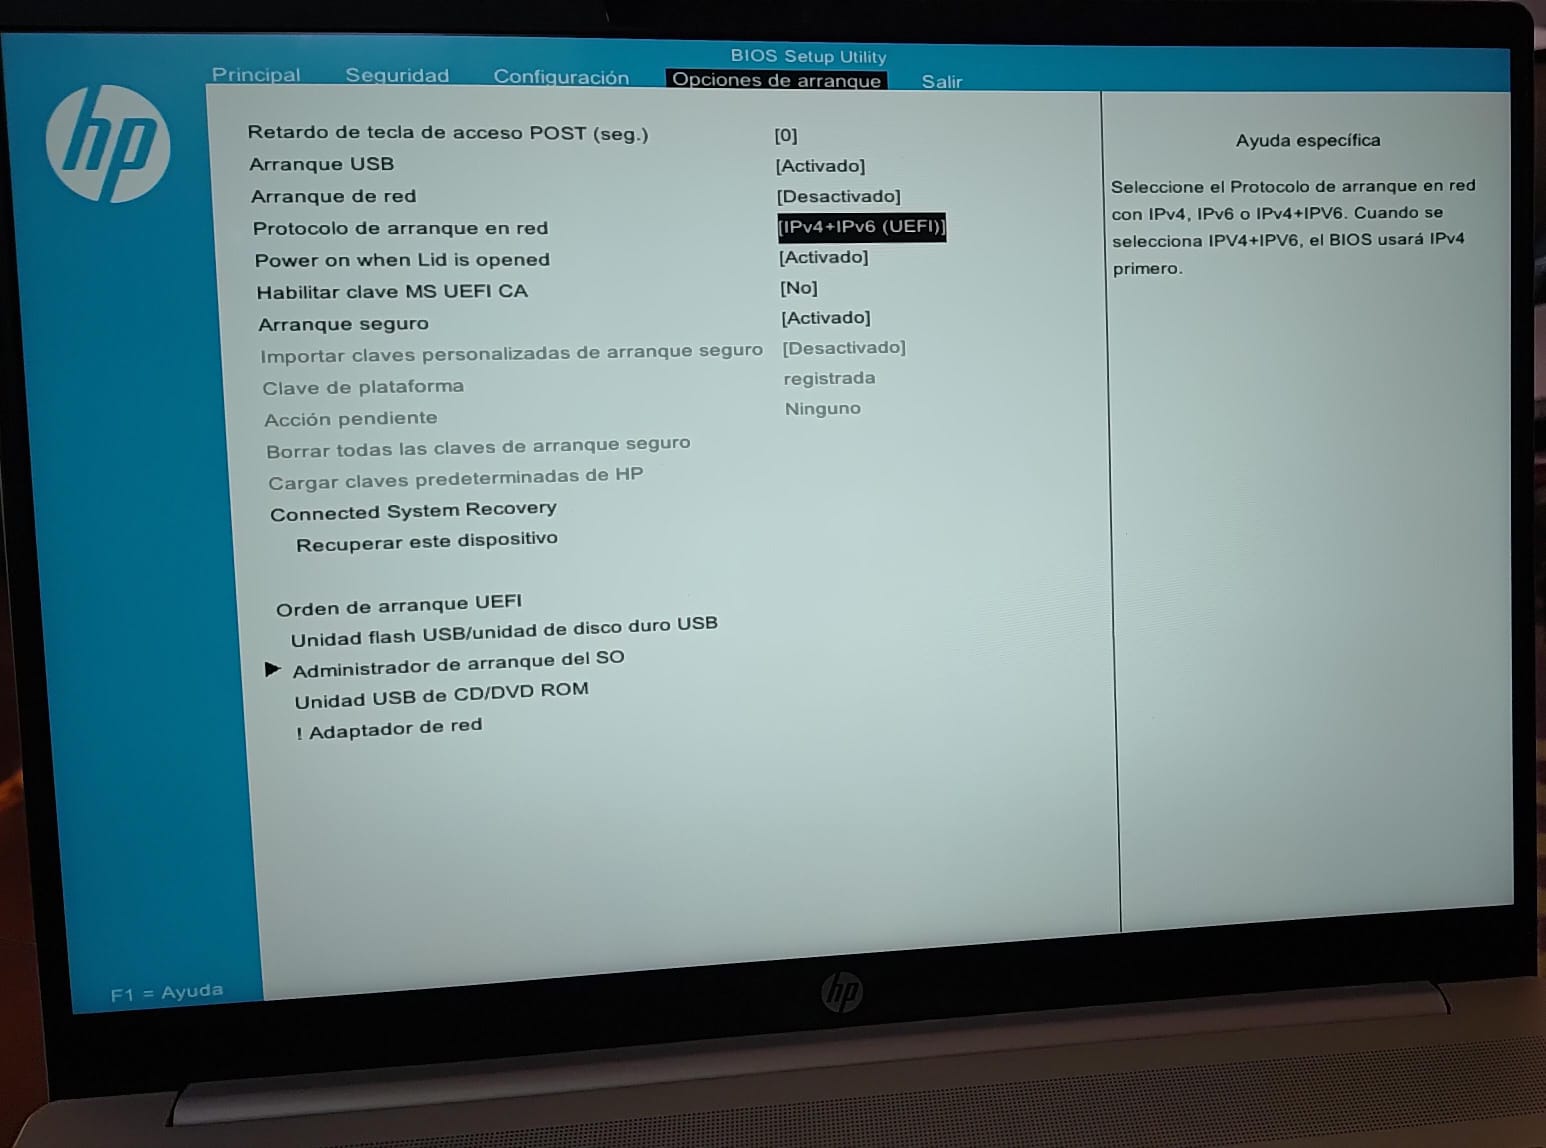 BIOS Setup Utility
Principal Seguridad Configuración Opciones de arranque Salir
hp
Retardo de tecla de acceso POST (seg.) [0]
Arranque USB [Activado]
Arranque de red [Desactivado]
Protocolo de arranque en red [IPv4+IPv6 (UEFI)]
Power on when Lid is opened [Activado]
Habilitar clave MS UEFI CA [No]
Arranque seguro [Activado]
Importar claves personalizadas de arranque seguro [Desactivado]
Clave de plataforma registrada
Acción pendiente Ninguno
Borrar todas las claves de arranque seguro
Cargar claves predeterminadas de HP
Connected System Recovery
Recuperar este dispositivo
Orden de arranque UEFI
Unidad flash USB/unidad de disco duro USB
Administrador de arranque del SO
Unidad USB de CD/DVD ROM
! Adaptador de red
Ayuda específica
Seleccione el Protocolo de arranque en red
con IPv4, IPv6 o IPv4+IPV6. Cuando se
selecciona IPV4+IPV6, el BIOS usará IPv4
primero.
F1 = Ayuda
hp